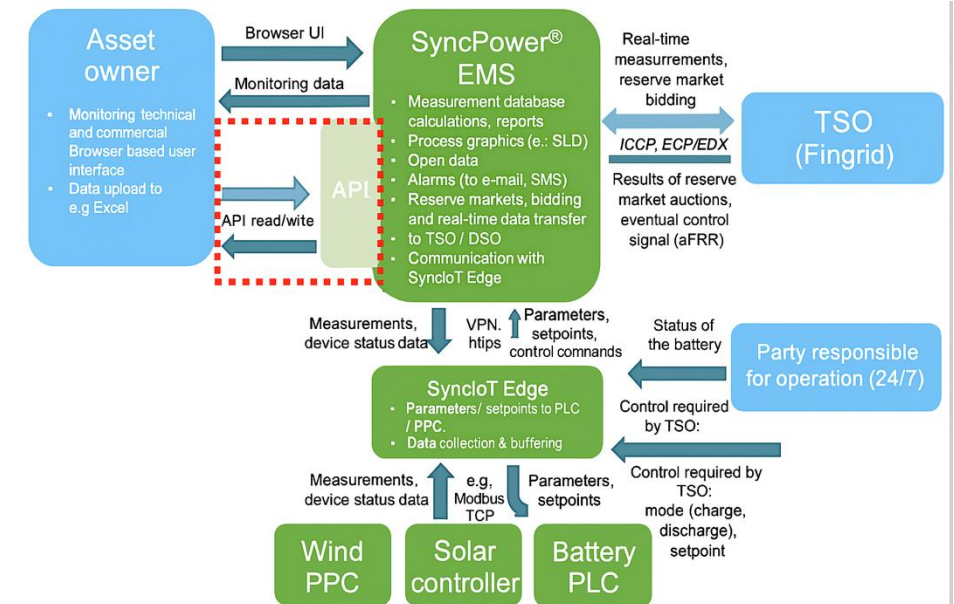 Asset
owner
• Monitoring technical
and commercial
Browser based user
interface
• Data upload to
e.g Excel
Browser UI
Monitoring data
API
API read/wite
SyncPower®
EMS
• Measurement database
calculations, reports
• Process graphics (e.: SLD)
• Open data
• Alarms (to e-mail, SMS)
• Reserve markets, bidding
and real-time data transfer
• to TSO / DSO
• Communication with
SyncIoT Edge
Real-time
measurrements,
reserve market
bidding
ICCP, ECP/EDX
Results of reserve
market auctions,
eventual control
signal (aFRR)
TSO
(Fingrid)
Measurements,
device status data
VPN.
htips
Parameters,
setpoints,
control commands
Status of
the battery
Party responsible
for operation (24/7)
SyncIoT Edge
• Parameters/ setpoints to PLC
/ PPC.
• Data collection & buffering
Control required
by TSO:
Control required by
TSO:
mode (charge,
discharge),
setpoint
Measurements,
device status data
e.g,
Modbus
TCP
Parameters,
setpoints
Wind
PPC
Solar
controller
Battery
PLC